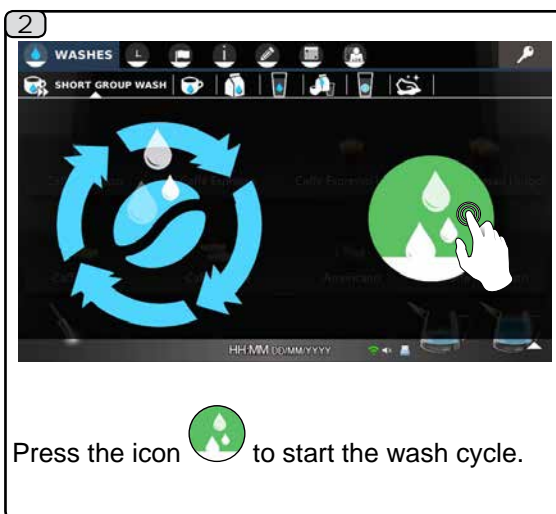 2
WASHES
SHORT GROUP WASH
HH:MM DD/MM/YYYY
Press the icon to start the wash cycle.